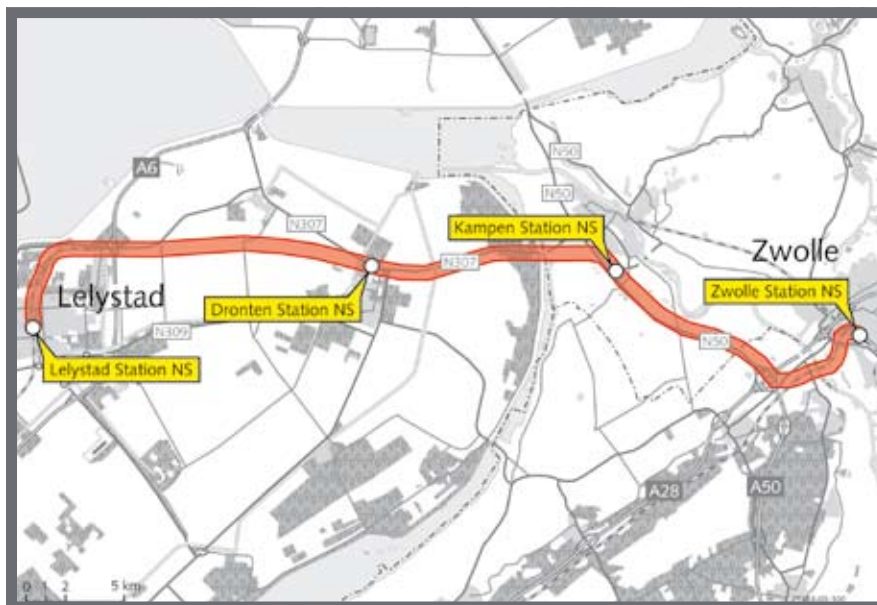 N50
A6
N50
N307
Kampen Station NS
Zwolle
N307
Zwolle Station NS
Lelystad
Dronten Station NS
N309
N50
Lelystad Station NS
A28
A50
0 1 2 5 km